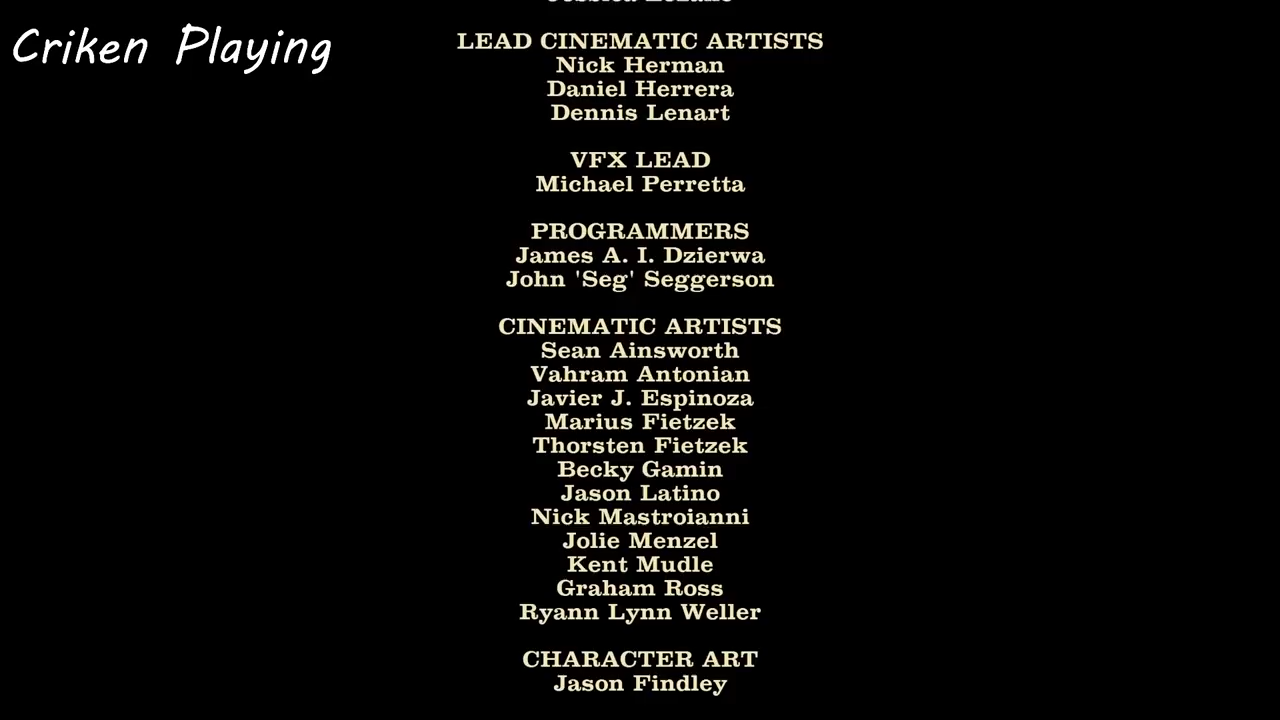 Criken Playing
LEAD CINEMATIC ARTISTS
Nick Herman
Daniel Herrera
Dennis Lenart
VFX LEAD
Michael Perretta
PROGRAMMERS
James A. I. Dzierwa
John 'Seg' Seggerson
CINEMATIC ARTISTS
Sean Ainsworth
Vahram Antonian
Javier J. Espinoza
Marius Fietzek
Thorsten Fietzek
Becky Gamin
Jason Latino
Nick Mastroianni
Jolie Menzel
Kent Mudle
Graham Ross
Ryann Lynn Weller
CHARACTER ART
Jason Findley